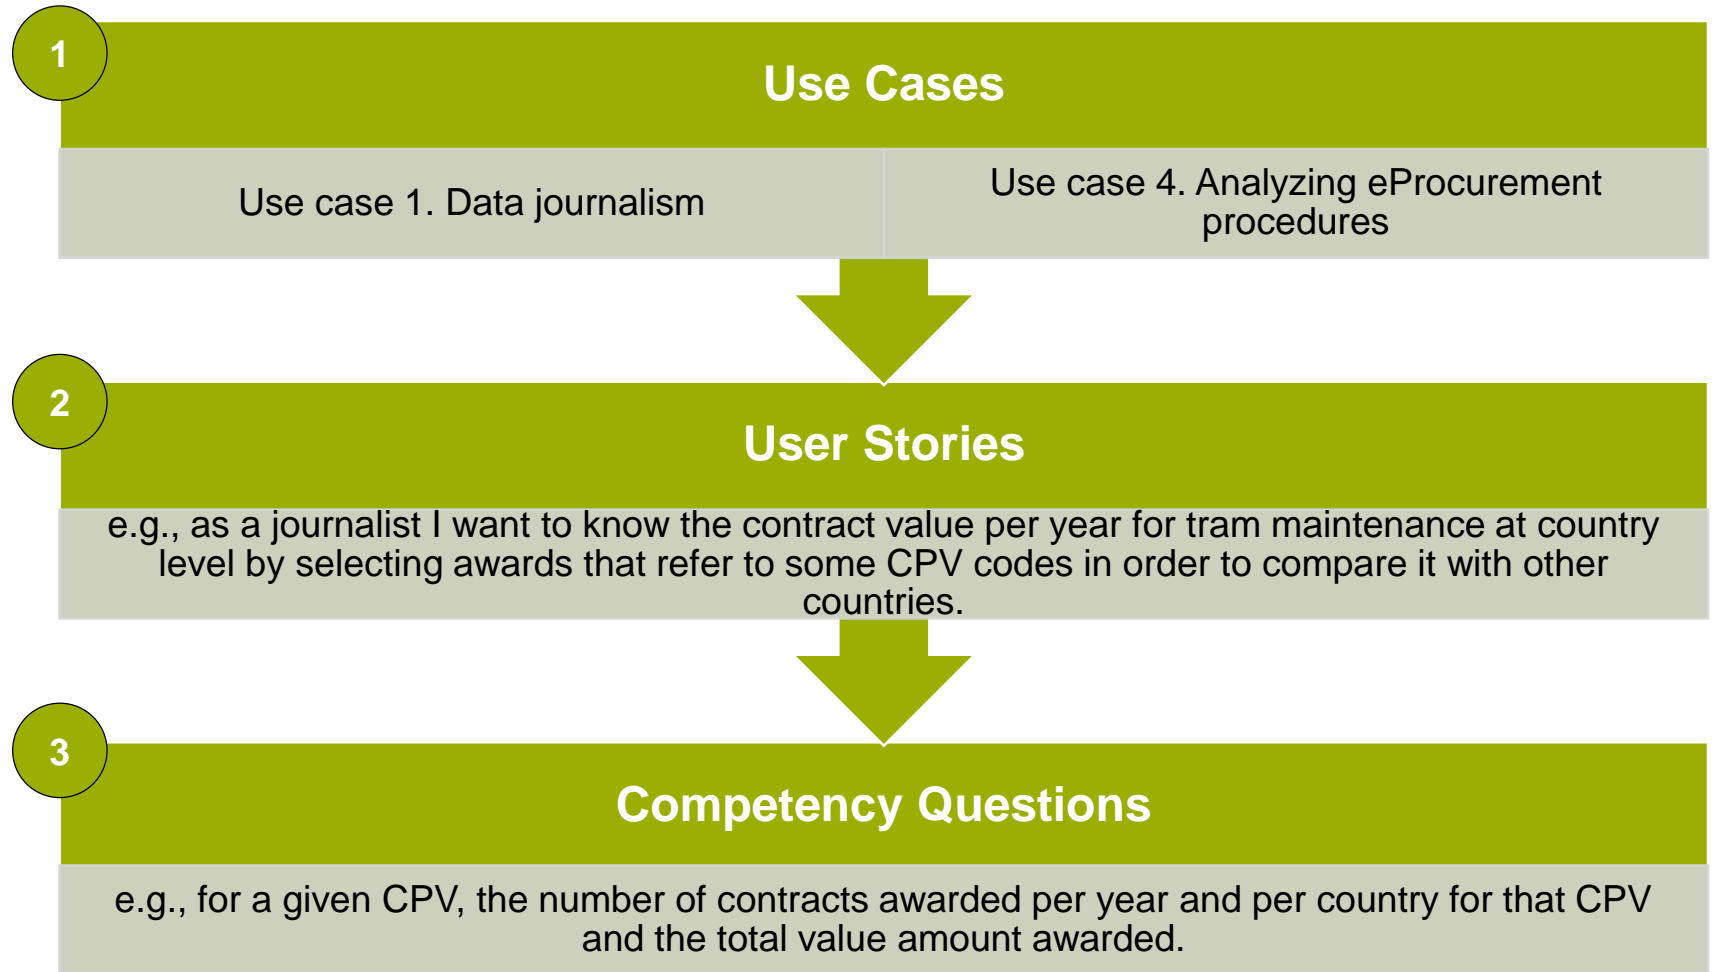 1
Use Cases
Use case 1. Data journalism
Use case 4. Analyzing eProcurement
procedures
2
User Stories
e.g., as a journalist I want to know the contract value per year for tram maintenance at country
level by selecting awards that refer to some CPV codes in order to compare it with other
countries.
3
Competency Questions
e.g., for a given CPV, the number of contracts awarded per year and per country for that CPV
and the total value amount awarded.